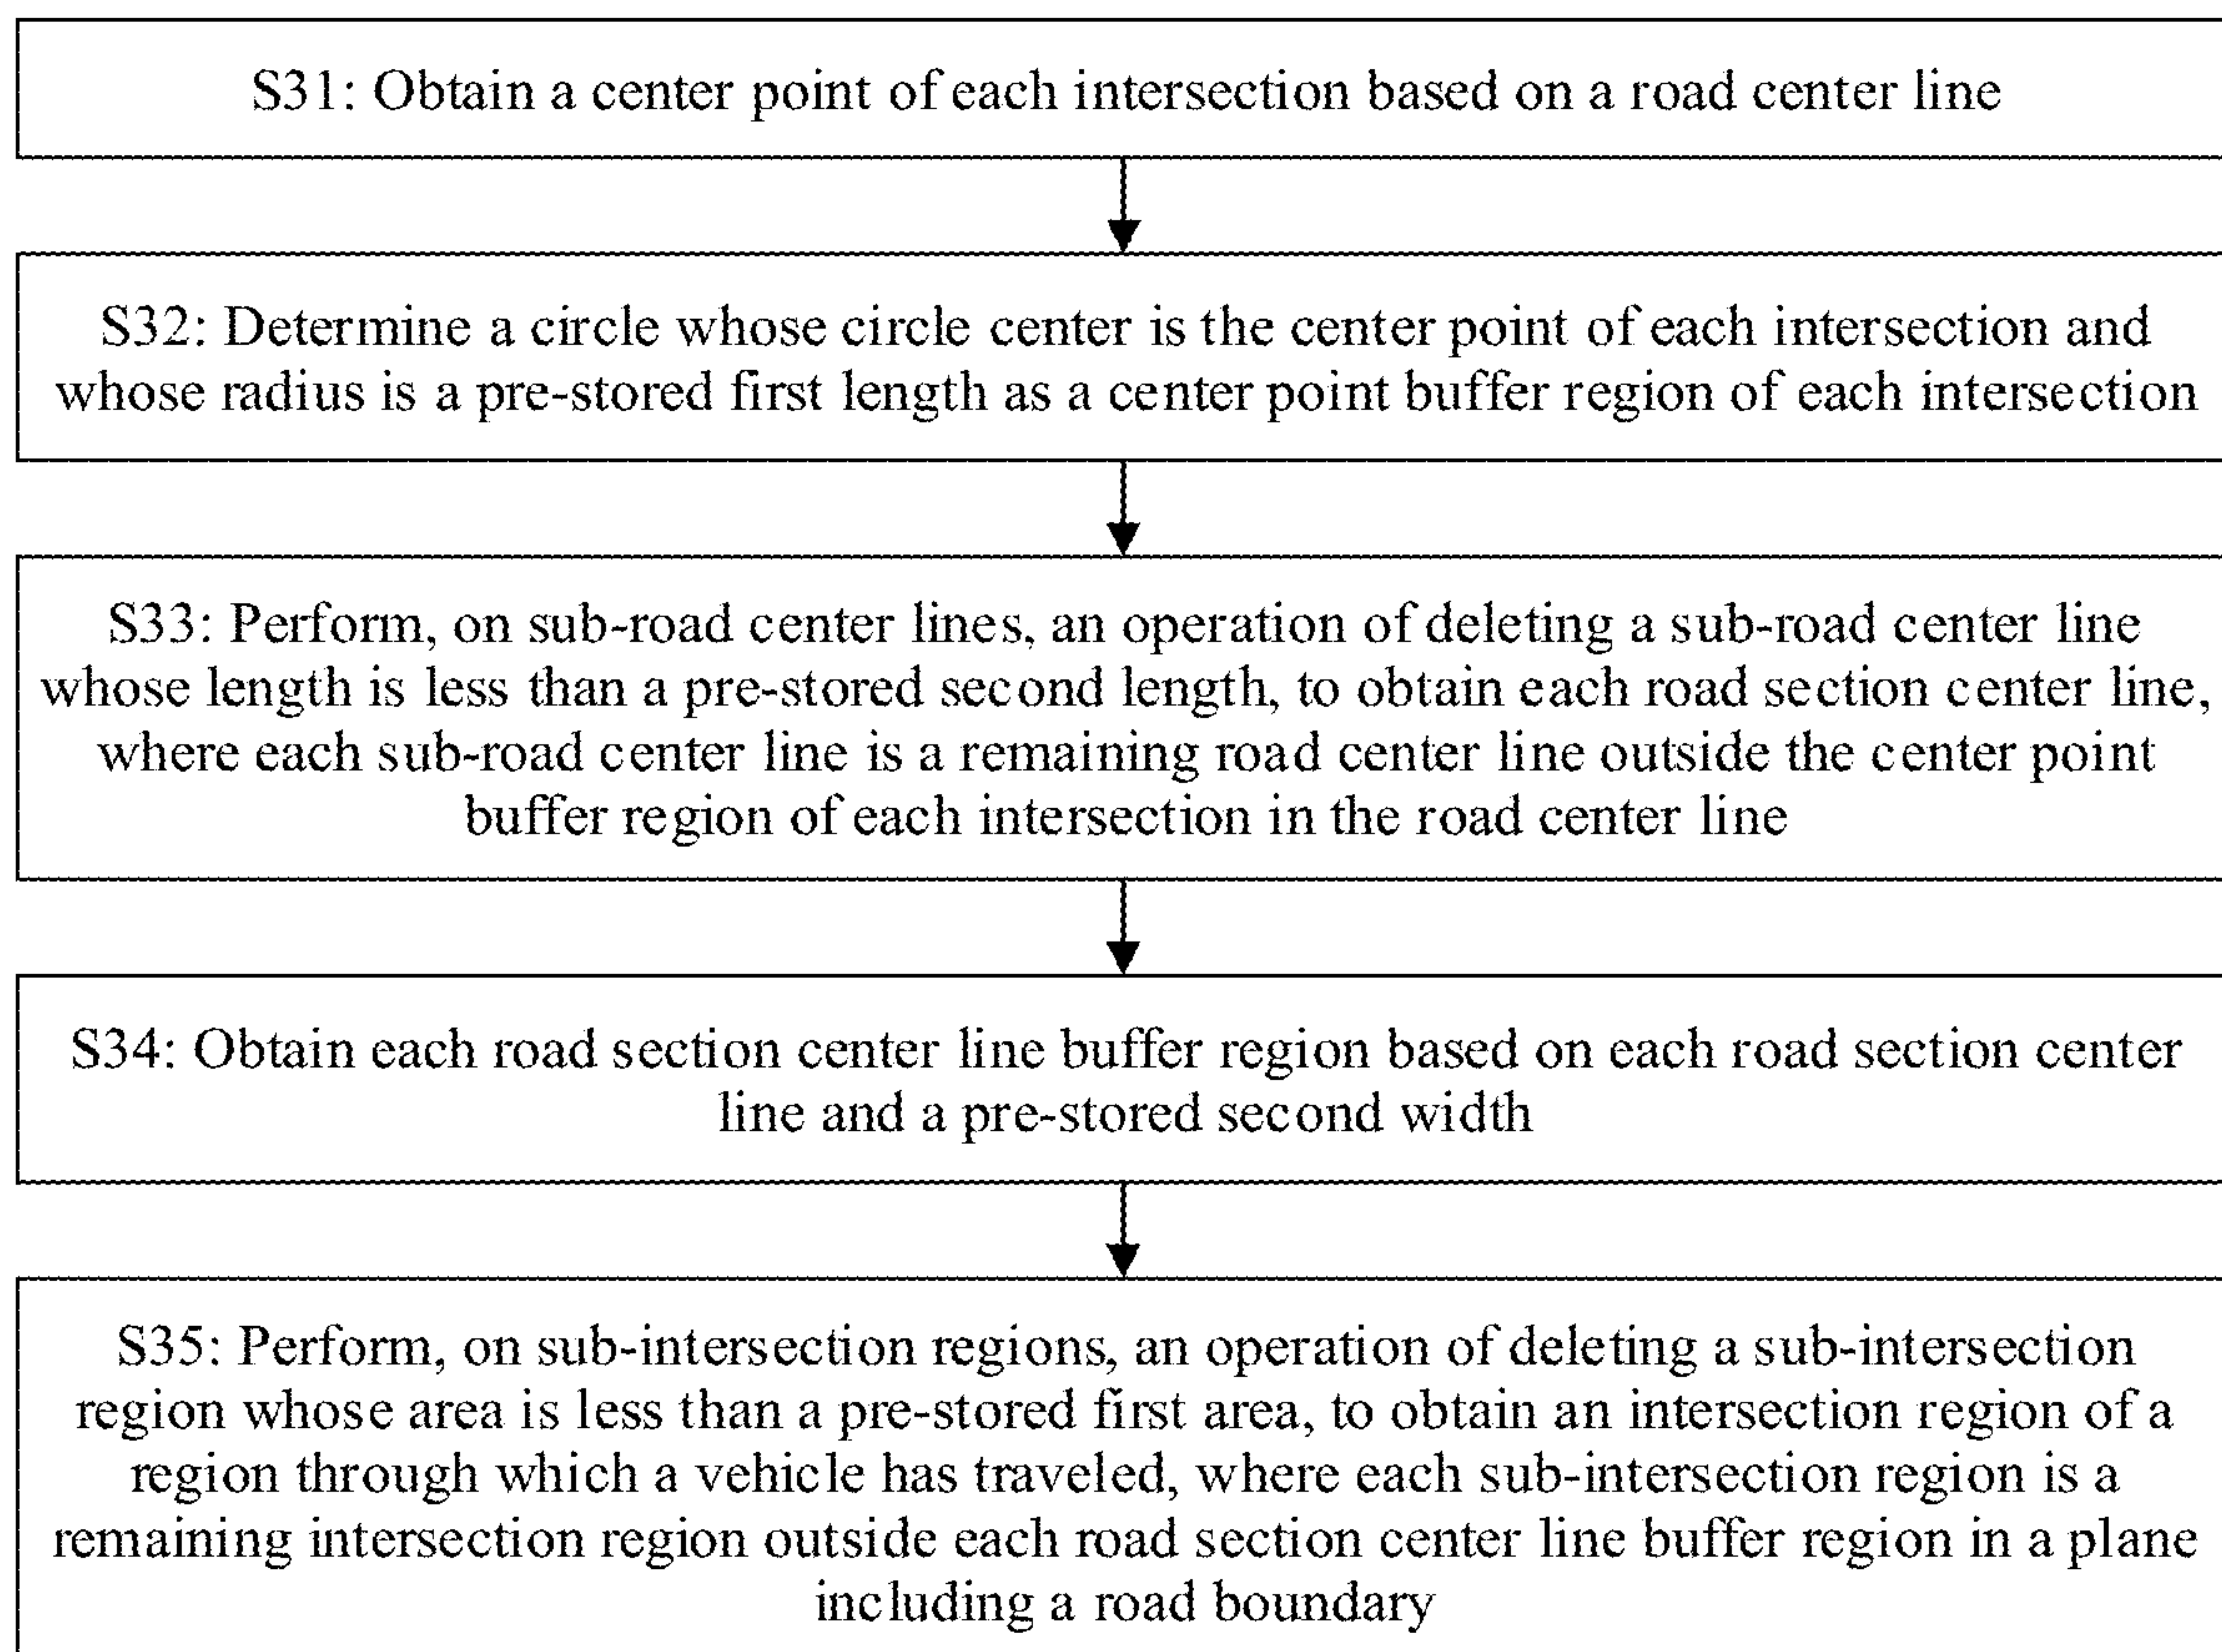 S31: Obtain a center point of each intersection based on a road center line
S32: Determine a circle whose circle center is the center point of each intersection and
whose radius is a pre-stored first length as a center point buffer region of each intersection
S33: Perform, on sub-road center lines, an operation of deleting a sub-road center line
whose length is less than a pre-stored second length, to obtain each road section center line,
where each sub-road center line is a remaining road center line outside the center point
buffer region of each intersection in the road center line
S34: Obtain each road section center line buffer region based on each road section center
line and a pre-stored second width
S35: Perform, on sub-intersection regions, an operation of deleting a sub-intersection
region whose area is less than a pre-stored first area, to obtain an intersection region of a
region through which a vehicle has traveled, where each sub-intersection region is a
remaining intersection region outside each road section center line buffer region in a plane
including a road boundary